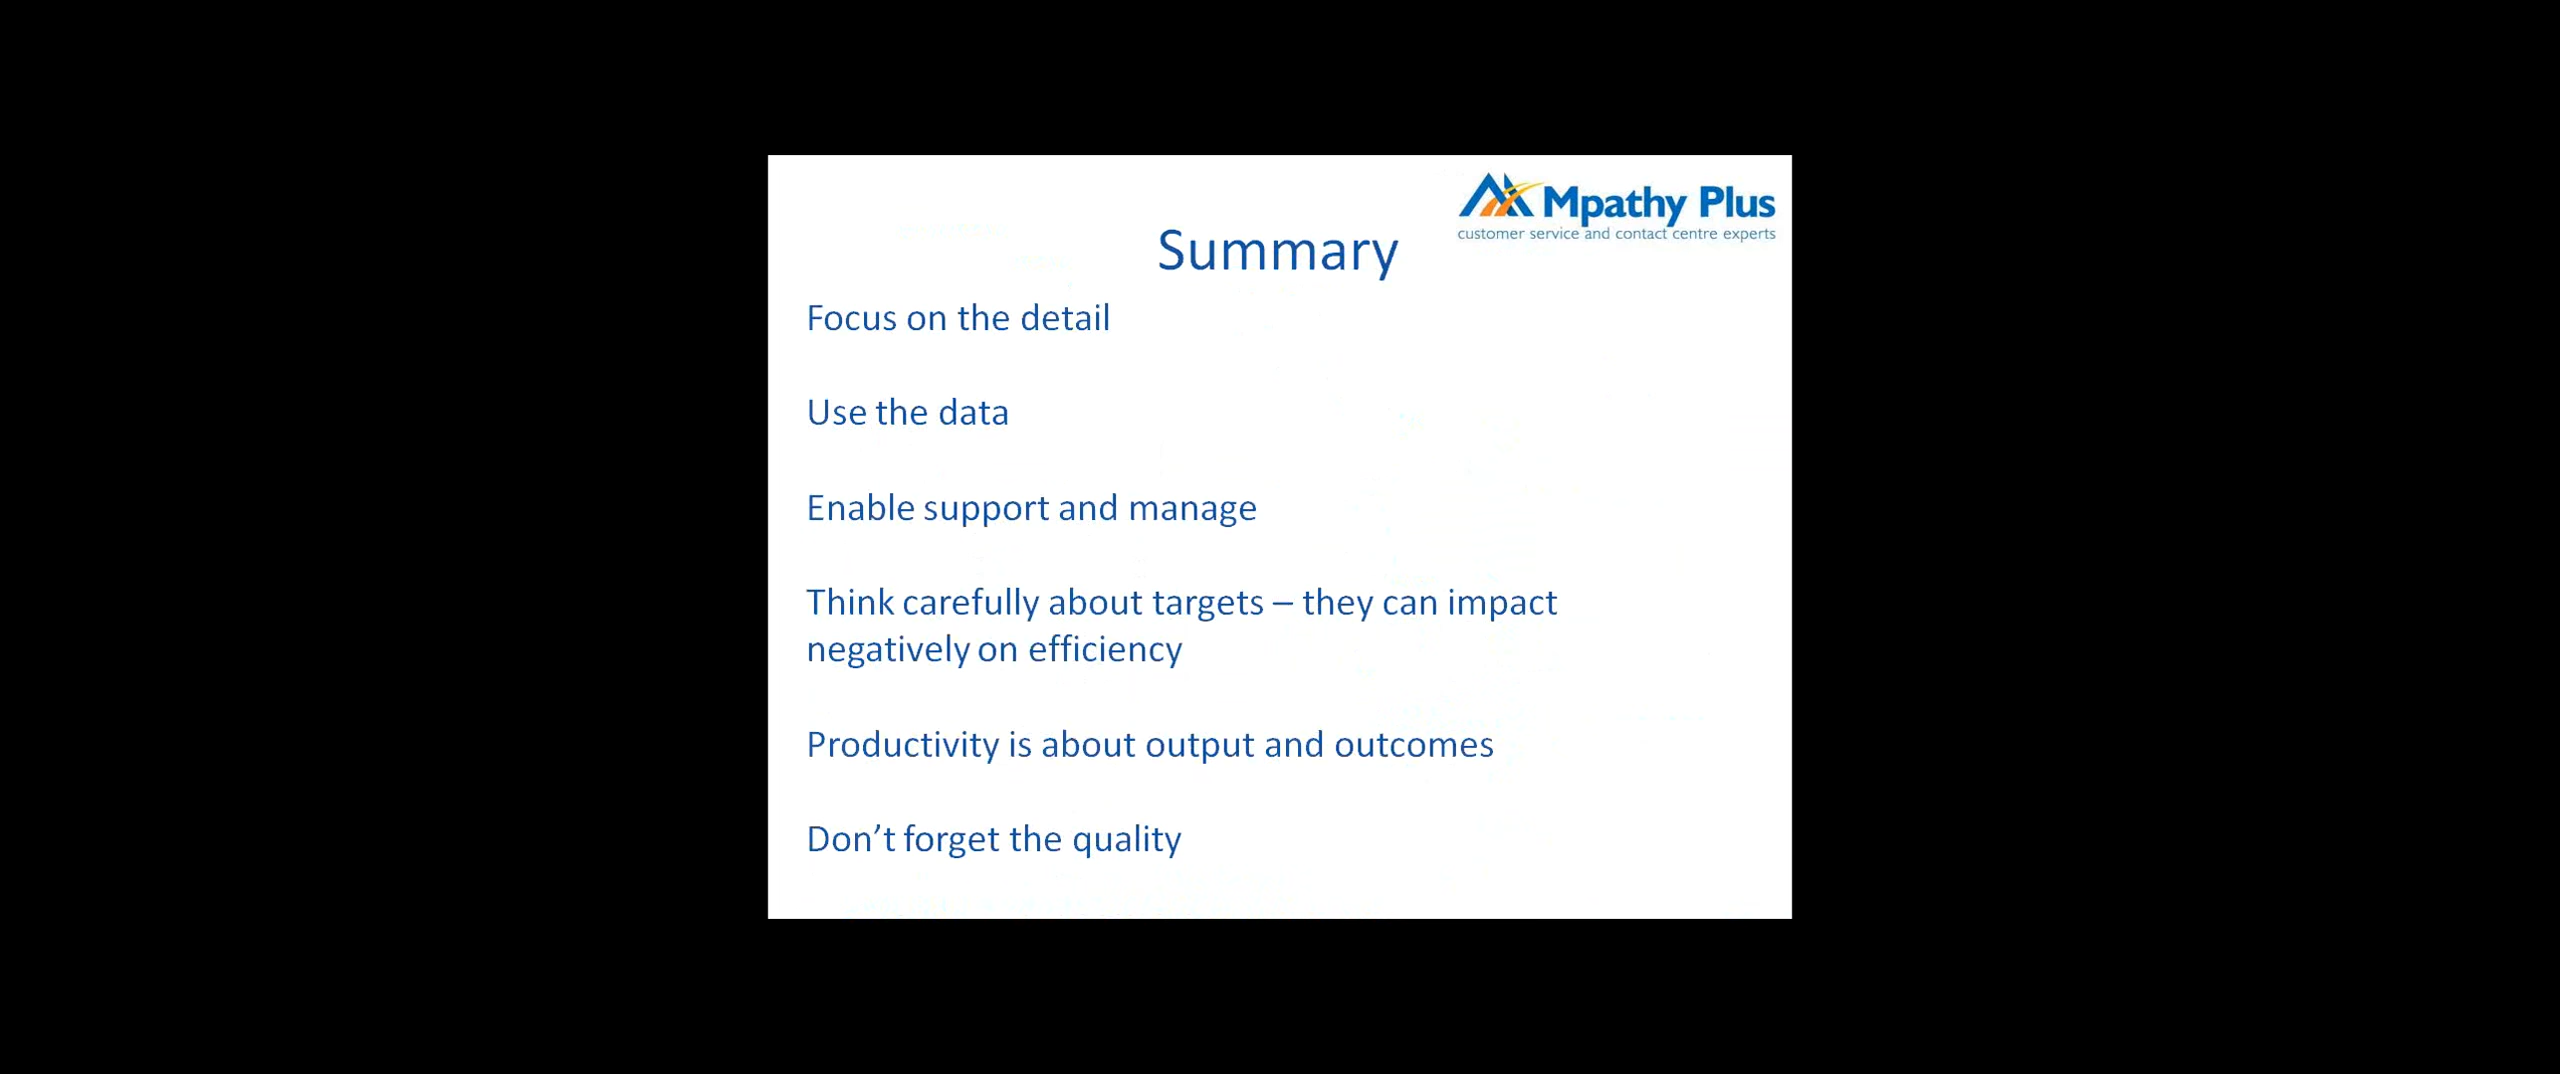 Mpathy Plus
customer service and contact centre experts
Summary
Focus on the detail
Use the data
Enable support and manage
Think carefully about targets – they can impact
negatively on efficiency
Productivity is about output and outcomes
Don’t forget the quality